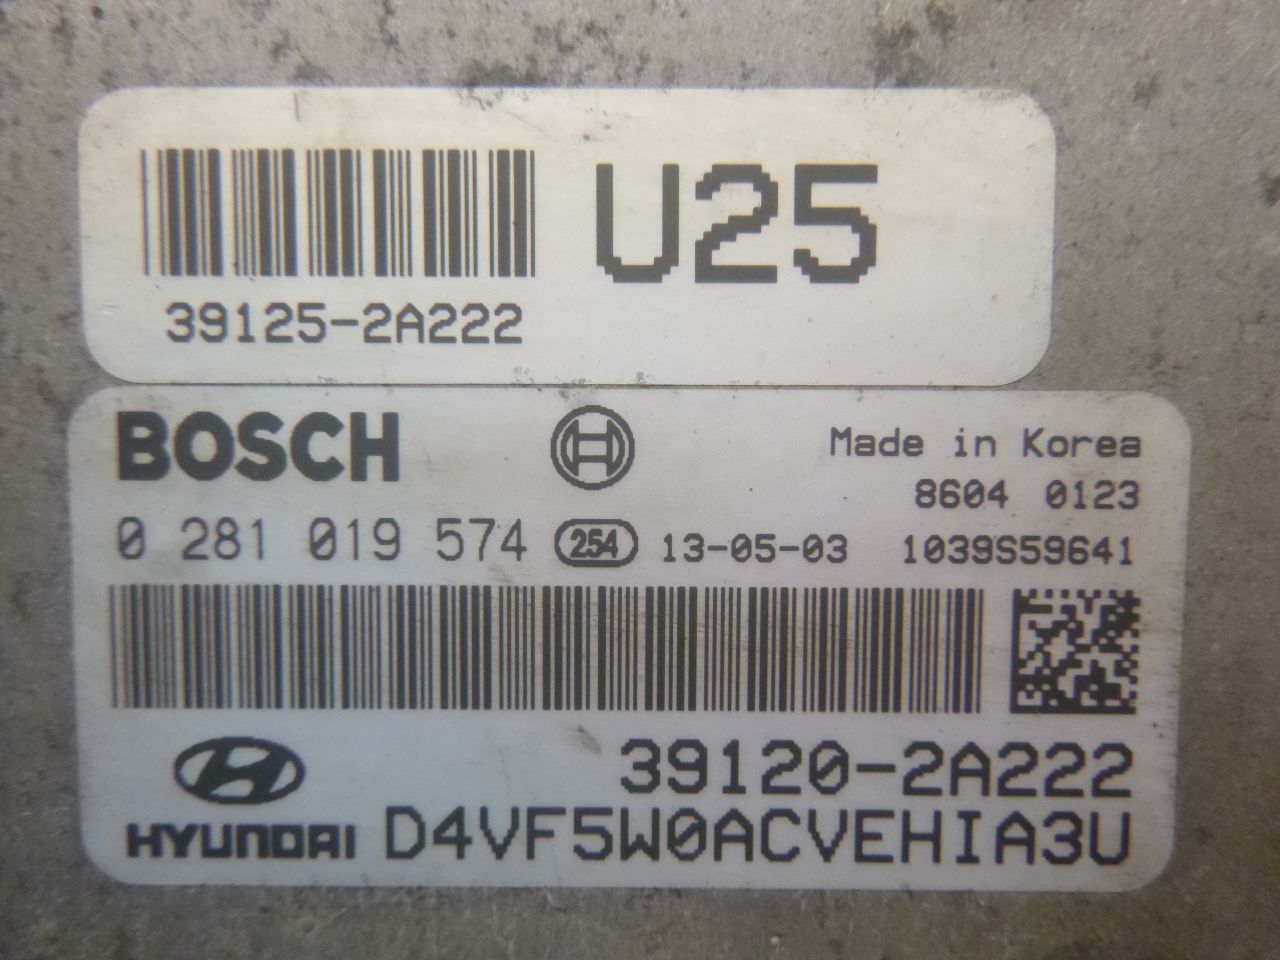 U25
39125-2A222
BOSCH
Made in Korea
8604 0123
0 281 019 574 254 13-05-03 1039S59641
39120-2A222
HYUNDAI D4VF5W0ACVEHIA3U